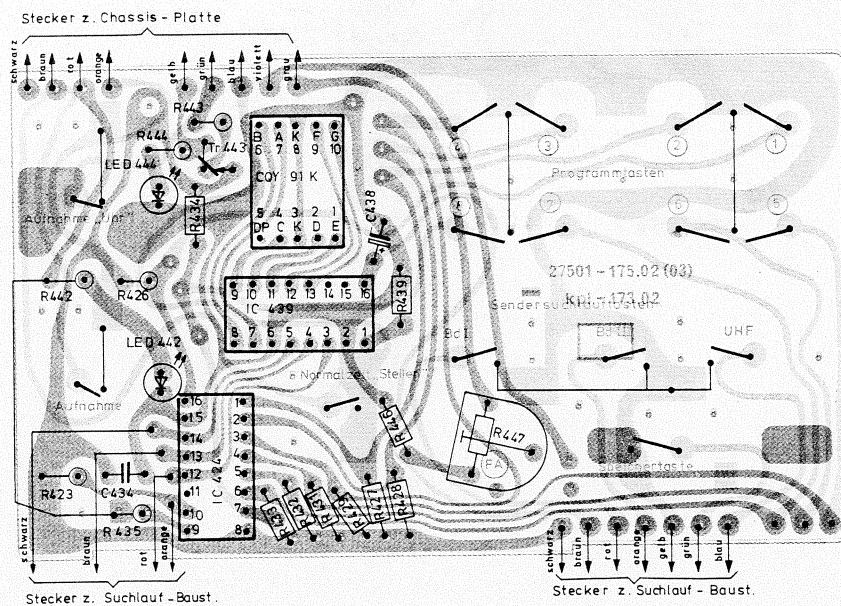 Stecker z. Chassis - Platte
schwarz
braun
rot
orange
gelb
grün
blau
violett
grau
R443
R444
Tr443
LED 444
B A K F G
6 7 8 9 10
CQY 91 K
5 4 3 2 1
DP C K D E
R434
C438
Aufnahme „Uhr"
4
3
2
1
Programmtasten
8
7
6
5
27501-175.02 (03)
Sendersuchlauftasten
kpl.-173.02
R442
R426
9 10 11 12 13 14 15 16
IC 439
8 7 6 5 4 3 2 1
R439
Bd I
Bd III
UHF
LED 442
Normalzeit „Stellen"
Aufnahme
16 1
15 2
14 3
13 4
12 5
11 6
10 7
9 8
IC 424
R446
R447
(FA)
Speichertaste
R423
C434
R435
R433
R432
R431
R427
R428
schwarz
braun
rot
orange
Stecker z. Suchlauf - Baust.
schwarz
braun
rot
orange
gelb
grün
blau
Stecker z. Suchlauf - Baust.